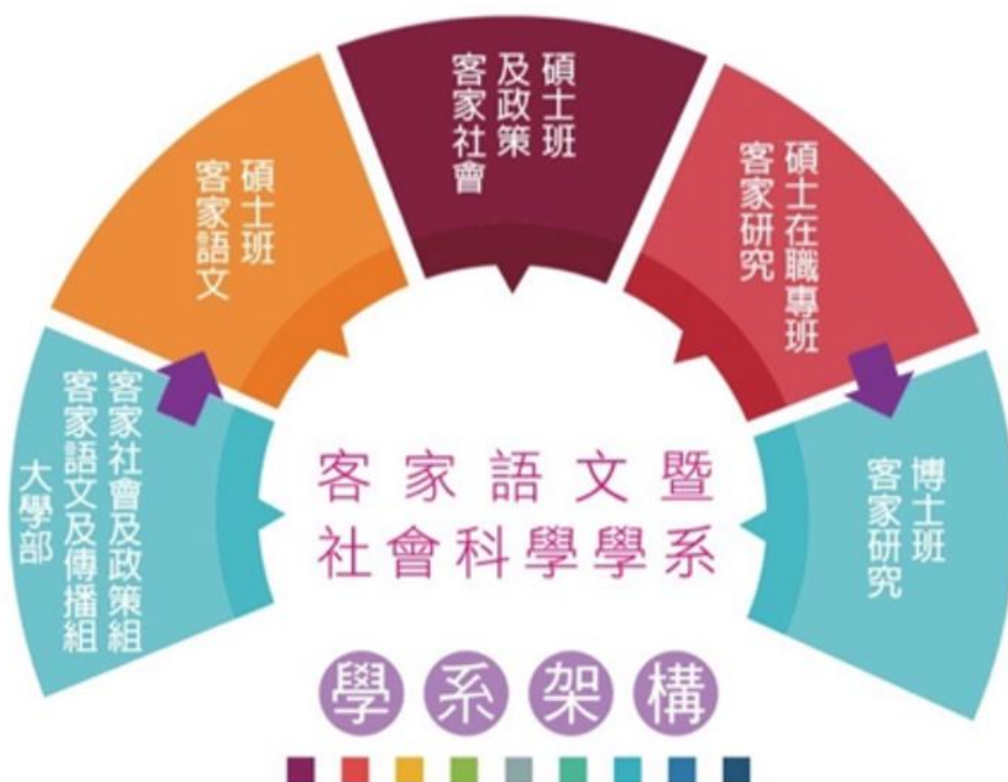 大學部
客家語文及傳播組
客家社會及政策組
客家語文
碩士班
客家社會
及政策
碩士班
客家研究
碩士在職專班
客家研究
博士班
客家語文暨
社會科學學系
學系架構